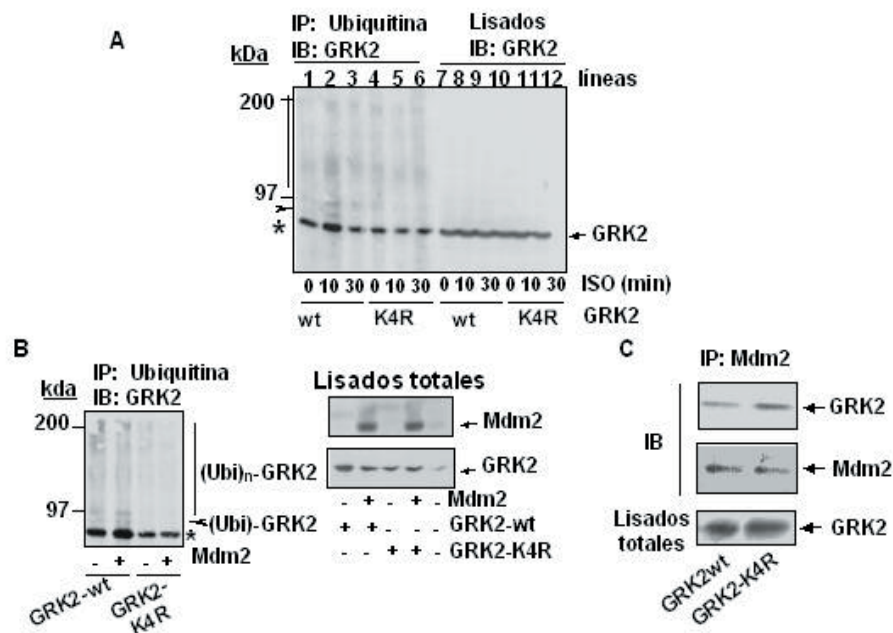 A
IP: Ubiquitina
IB: GRK2
Lisados
IB: GRK2
kDa
1 2 3 4 5 6 7 8 9 10 11 12 líneas
200
97
*
GRK2
0 10 30 0 10 30 0 10 30 0 10 30 ISO (min)
wt K4R wt K4R GRK2
B
IP: Ubiquitina
IB: GRK2
kda
200
97
(Ubi)n-GRK2
(Ubi)-GRK2
*
- + - + Mdm2
GRK2-wt
GRK2-K4R
Lisados totales
Mdm2
GRK2
- + - + - Mdm2
+ + - - - GRK2-wt
- - + + - GRK2-K4R
C
IP: Mdm2
IB
GRK2
Mdm2
Lisados totales
GRK2
GRK2wt
GRK2-K4R